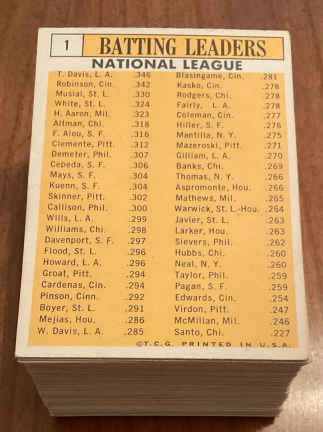 1 BATTING LEADERS
NATIONAL LEAGUE
T. Davis, L. A. .346
Robinson, Cin. .342
Musial, St. L. .330
White, St. L. .324
H. Aaron, Mil. .323
Altman, Chi. .318
F. Alou, S. F. .316
Clemente, Pitt. .312
Demeter, Phil. .307
Cepeda, S. F. .306
Mays, S. F. .304
Kuenn, S. F. .304
Skinner, Pitt. .302
Callison, Phil. .300
Wills, L. A. .299
Williams, Chi. .298
Davenport, S. F. .297
Flood, St. L. .296
Howard, L. A. .296
Groat, Pitt. .294
Cardenas, Cin. .294
Pinson, Cinn. .292
Boyer, St. L. .291
Mejias, Hou. .286
W. Davis, L. A. .285
Blasingame, Cin. .281
Kasko, Cin. .278
Rodgers, Chi. .278
Fairly, L. A. .278
Coleman, Cin. .277
Hiller, S. F. .276
Mantilla, N. Y. .275
Mazeroski, Pitt. .271
Gilliam, L. A. .270
Banks, Chi. .269
Thomas, N. Y. .266
Aspromonte, Hou. .266
Mathews, Mil. .265
Warwick, St. L.-Hou. .264
Javier, St. L. .263
Larker, Hou. .263
Sievers, Phil. .262
Hubbs, Chi. .260
Neal, N. Y. .260
Taylor, Phil. .259
Pagan, S. F. .259
Edwards, Cin. .254
Virdon, Pitt. .247
McMillan, Mil. .246
Santo, Chi. .227
©T.C.G. PRINTED IN U.S.A.